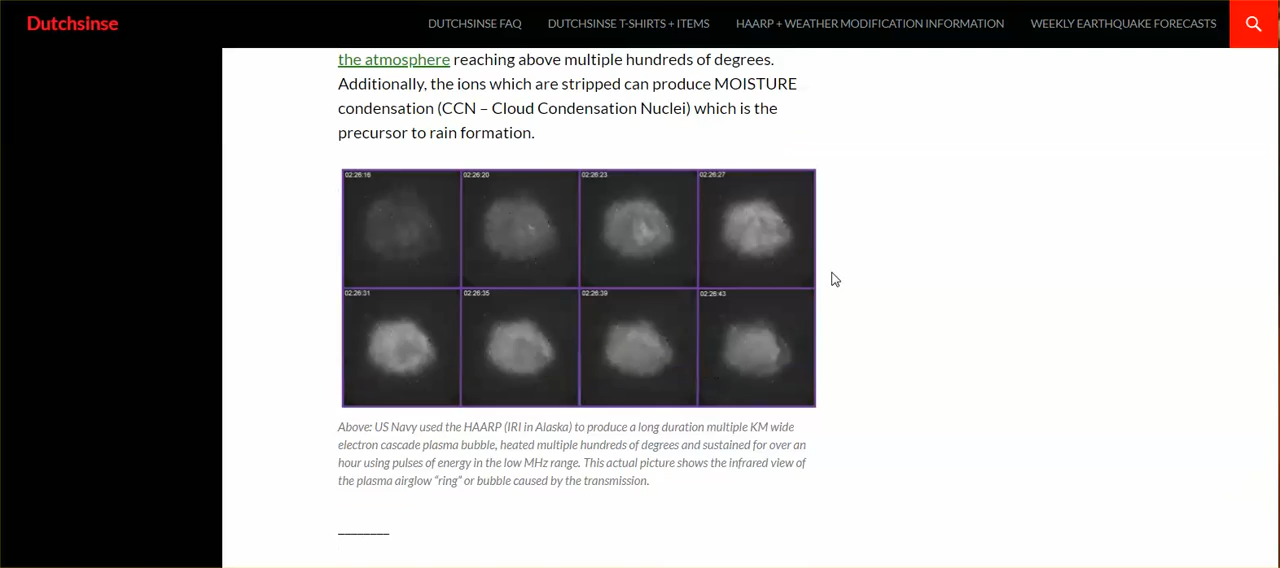 Dutchsinse
DUTCHSINSE FAQ
DUTCHSINSE T-SHIRTS + ITEMS
HAARP + WEATHER MODIFICATION INFORMATION
WEEKLY EARTHQUAKE FORECASTS
the atmosphere reaching above multiple hundreds of degrees.
Additionally, the ions which are stripped can produce MOISTURE
condensation (CCN – Cloud Condensation Nuclei) which is the
precursor to rain formation.
02:26:16
02:26:20
02:26:23
02:26:27
02:26:31
02:26:35
02:26:39
02:26:43
Above: US Navy used the HAARP (IRI in Alaska) to produce a long duration multiple KM wide
electron cascade plasma bubble, heated multiple hundreds of degrees and sustained for over an
hour using pulses of energy in the low MHz range. This actual picture shows the infrared view of
the plasma airglow “ring” or bubble caused by the transmission.
________